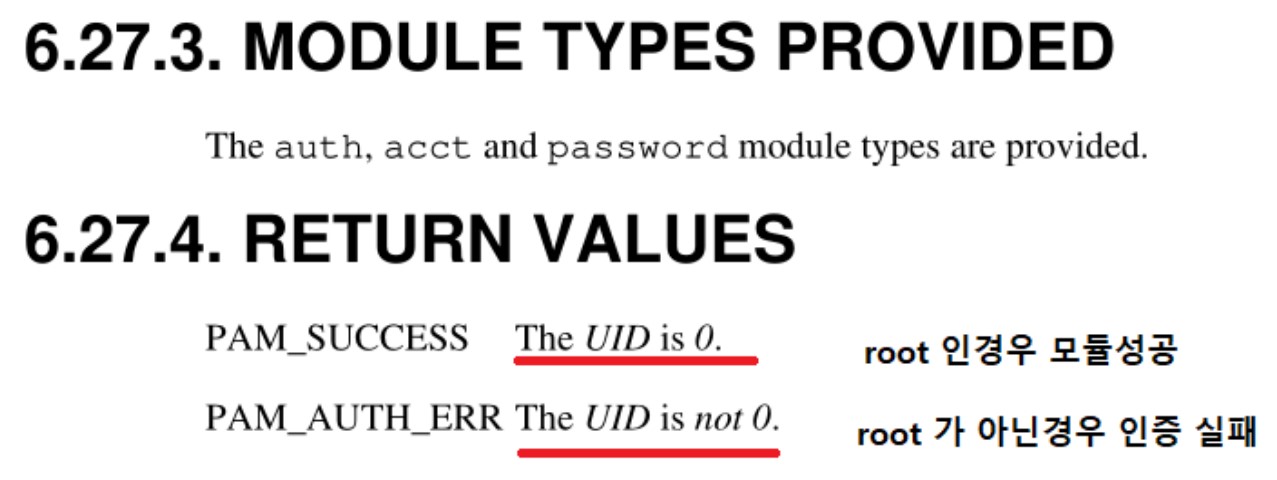 6.27.3. MODULE TYPES PROVIDED
The auth, acct and password module types are provided.
6.27.4. RETURN VALUES
PAM_SUCCESS The UID is 0. root 인경우 모듈성공
PAM_AUTH_ERR The UID is not 0. root 가 아닌경우 인증 실패